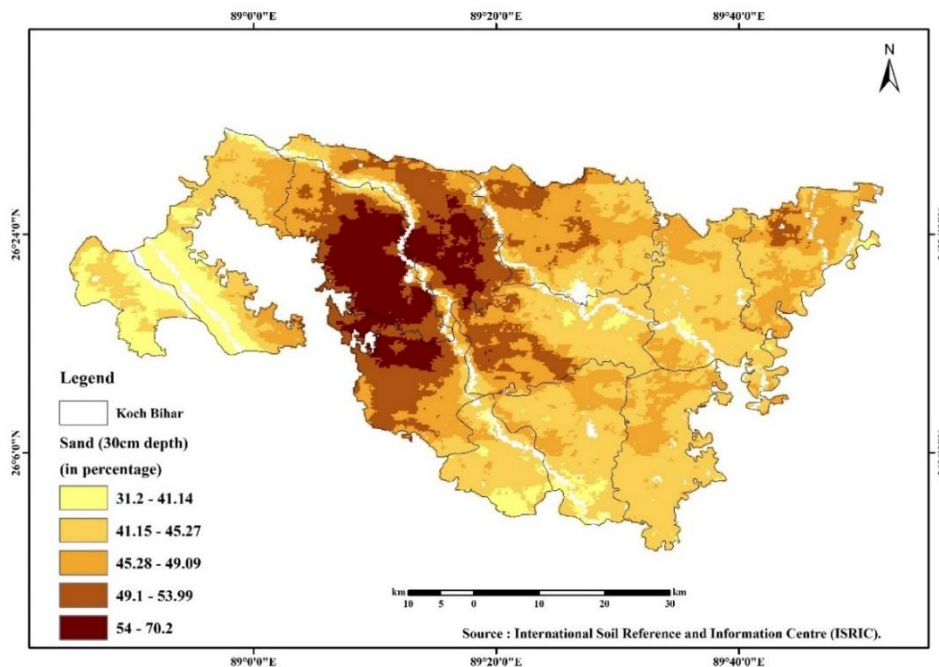 89°0'0"E 89°20'0"E 89°40'0"E
N
26°24'0"N
26°6'0"N
Legend
Koch Bihar
Sand (30cm depth)
(in percentage)
31.2 - 41.14
41.15 - 45.27
45.28 - 49.09
49.1 - 53.99
54 - 70.2
km km
10 5 0 10 20 30
Source : International Soil Reference and Information Centre (ISRIC).
89°0'0"E 89°20'0"E 89°40'0"E